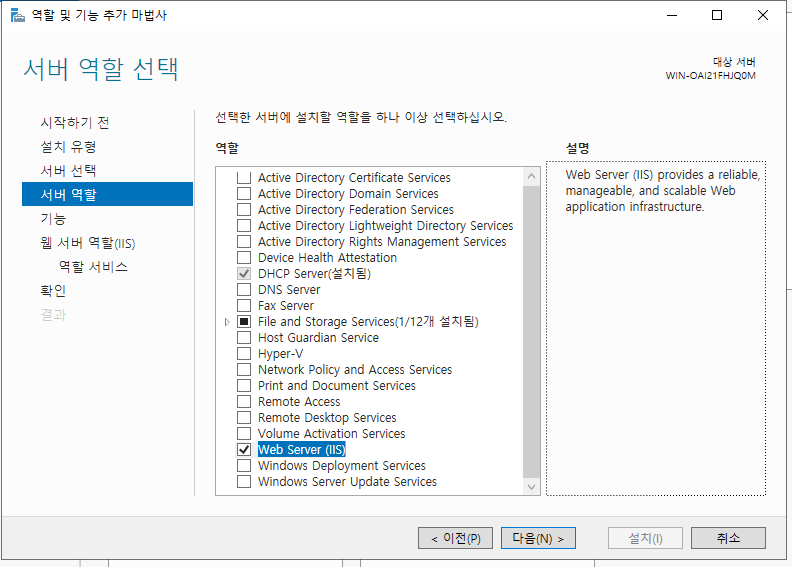 역할 및 기능 추가 마법사
서버 역할 선택
대상 서버
WIN-OAI21FHJQ0M
시작하기 전
설치 유형
서버 선택
서버 역할
기능
웹 서버 역할(IIS)
역할 서비스
확인
결과
선택한 서버에 설치할 역할을 하나 이상 선택하십시오.
역할
Active Directory Certificate Services
Active Directory Domain Services
Active Directory Federation Services
Active Directory Lightweight Directory Services
Active Directory Rights Management Services
Device Health Attestation
DHCP Server(설치됨)
DNS Server
Fax Server
File and Storage Services(1/12개 설치됨)
Host Guardian Service
Hyper-V
Network Policy and Access Services
Print and Document Services
Remote Access
Remote Desktop Services
Volume Activation Services
Web Server (IIS)
Windows Deployment Services
Windows Server Update Services
설명
Web Server (IIS) provides a reliable,
manageable, and scalable Web
application infrastructure.
< 이전(P)
다음(N) >
설치(I)
취소